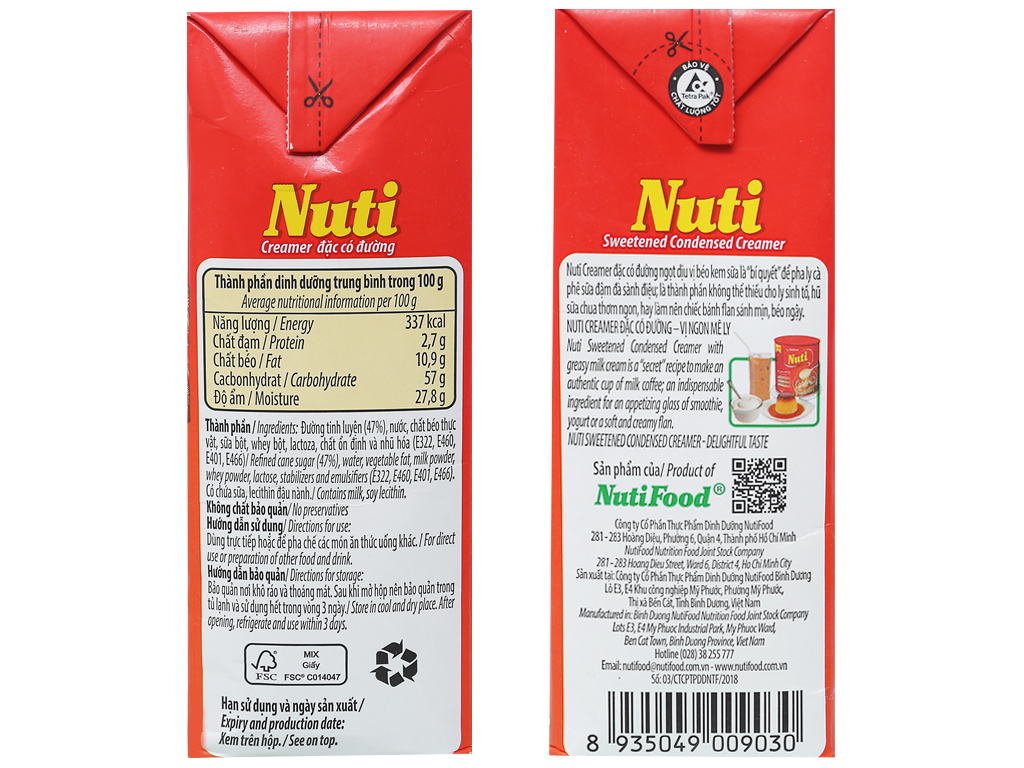 Nuti
Creamer đặc có đường
Thành phần dinh dưỡng trung bình trong 100 g
Average nutritional information per 100 g
Năng lượng / Energy 337 kcal
Chất đạm / Protein 2,7 g
Chất béo / Fat 10,9 g
Cacbonhydrat / Carbohydrate 57 g
Độ ẩm / Moisture 27,8 g
Thành phần / Ingredients: Đường tinh luyện (47%), nước, chất béo thực
vật, sữa bột, whey bột, lactoza, chất ổn định và nhũ hóa (E322, E460,
E401, E466)/ Refined cane sugar (47%), water, vegetable fat, milk powder,
whey powder, lactose, stabilizers and emulsifiers (E322, E460, E401, E466).
Có chứa sữa, lecithin đậu nành./ Contains milk, soy lecithin.
Không chất bảo quản/ No preservatives
Hướng dẫn sử dụng/ Directions for use:
Dùng trực tiếp hoặc để pha chế các món ăn thức uống khác. / For direct
use or preparation of other food and drink.
Hướng dẫn bảo quản/ Directions for storage:
Bảo quản nơi khô ráo và thoáng mát. Sau khi mở hộp nên bảo quản trong
tủ lạnh và sử dụng hết trong vòng 3 ngày./ Store in cool and dry place. After
opening, refrigerate and use within 3 days.
FSC
MIX
Giấy
FSC® C014047
Hạn sử dụng và ngày sản xuất /
Expiry and production date:
Xem trên hộp. / See on top.
BẢO VỆ
Tetra Pak®
CHẤT LƯỢNG TỐT
Nuti
Sweetened Condensed Creamer
Nuti Creamer đặc có đường ngọt dịu vị béo kem sữa là "bí quyết" để pha ly cà
phê sữa đậm đà sành điệu; là thành phần không thể thiếu cho ly sinh tố, hũ
sữa chua thơm ngon, hay làm nên chiếc bánh flan sánh mịn, béo ngậy.
NUTI CREAMER ĐẶC CÓ ĐƯỜNG – VỊ NGON MÊ LY
Nuti Sweetened Condensed Creamer with
greasy milk cream is a "secret" recipe to make an
authentic cup of milk coffee; an indispensable
ingredient for an appetizing glass of smoothie,
yogurt or a soft and creamy flan.
NUTI SWEETENED CONDENSED CREAMER - DELIGHTFUL TASTE
Nuti
Sản phẩm của/ Product of
NutiFood®
Công ty Cổ Phần Thực Phẩm Dinh Dưỡng NutiFood
281 - 283 Hoàng Diệu, Phường 6, Quận 4, Thành phố Hồ Chí Minh
NutiFood Nutrition Food Joint Stock Company
281 - 283 Hoang Dieu Street, Ward 6, District 4, Ho Chi Minh City
Sản xuất tại: Công ty Cổ Phần Thực Phẩm Dinh Dưỡng NutiFood Bình Dương
Lô E3, E4 Khu công nghiệp Mỹ Phước, Phường Mỹ Phước,
Thị xã Bến Cát, Tỉnh Bình Dương, Việt Nam
Manufactured in: Binh Duong NutiFood Nutrition Food Joint Stock Company
Lots E3, E4 My Phuoc Industrial Park, My Phuoc Ward,
Ben Cat Town, Binh Duong Province, Viet Nam
Hotline (028) 38 255 777
Email: nutifood@nutifood.com.vn - www.nutifood.com.vn
Số: 03/CTCPTPDDNTF/2018
8 935049 009030